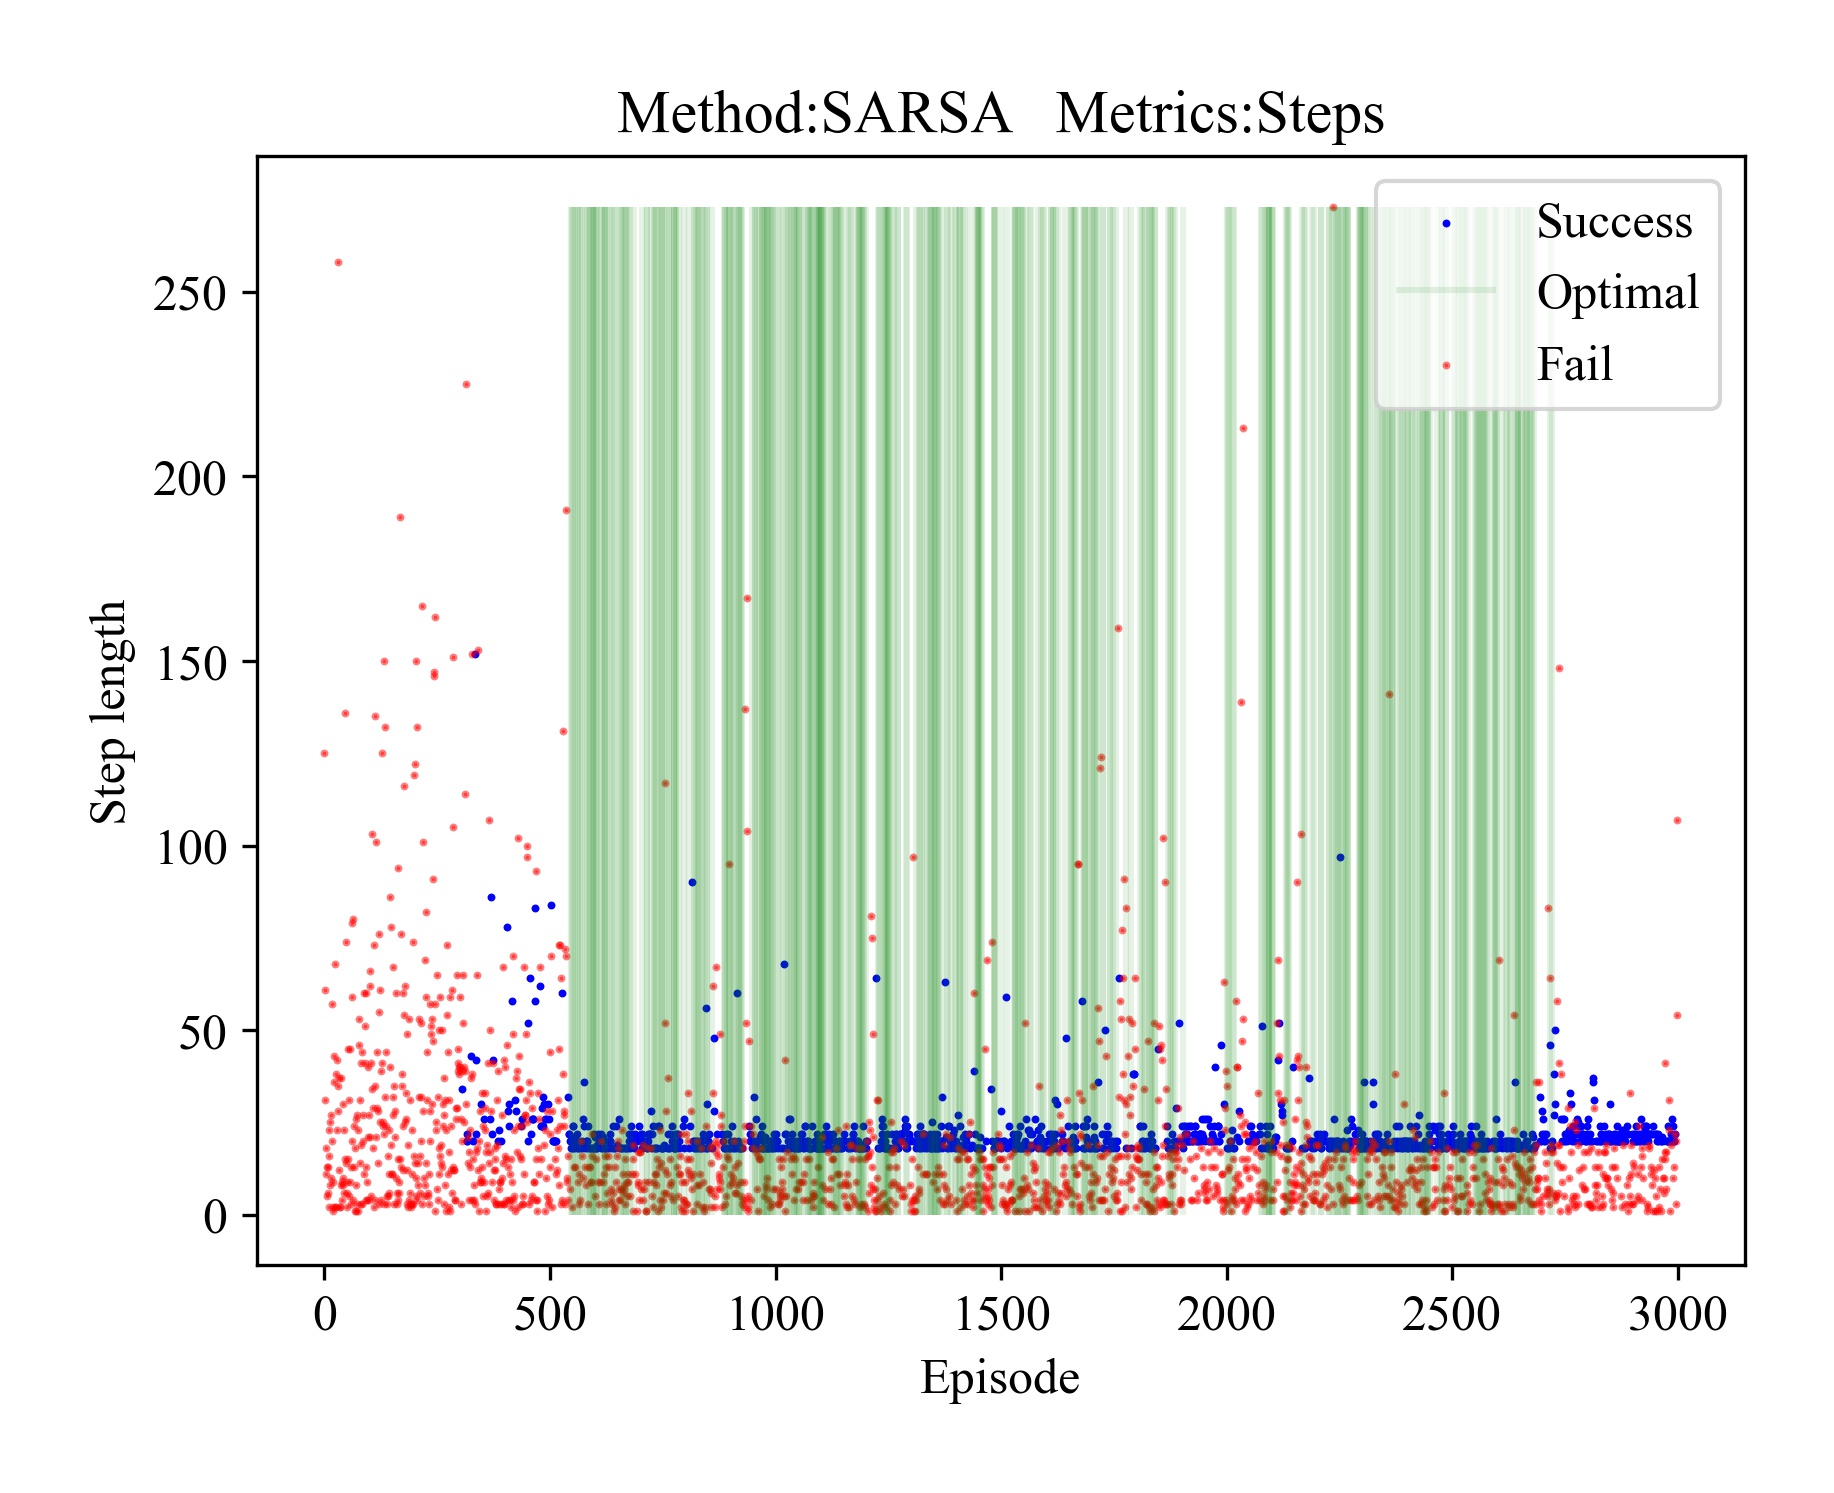 Method:SARSA   Metrics:Steps
Success
Optimal
Fail
250
200
150
100
50
0
Step length
0 500 1000 1500 2000 2500 3000
Episode